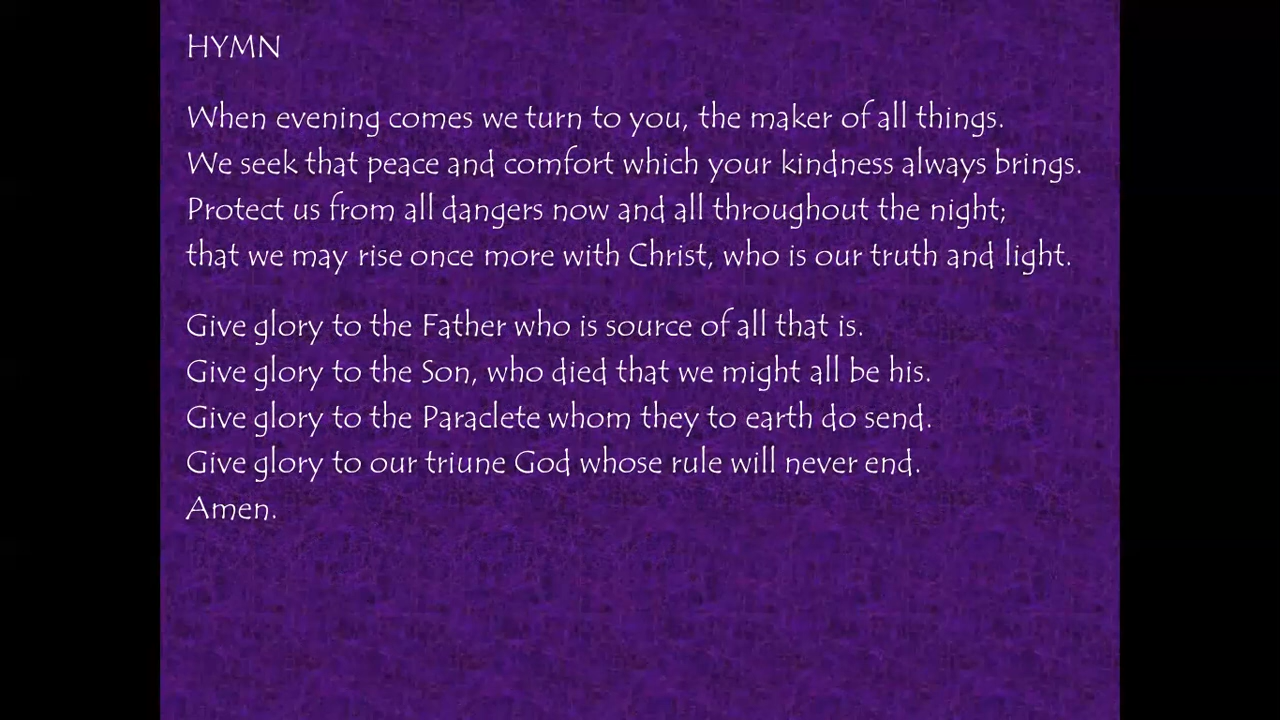 HYMN
When evening comes we turn to you, the maker of all things.
We seek that peace and comfort which your kindness always brings.
Protect us from all dangers now and all throughout the night;
that we may rise once more with Christ, who is our truth and light.
Give glory to the Father who is source of all that is.
Give glory to the Son, who died that we might all be his.
Give glory to the Paraclete whom they to earth do send.
Give glory to our triune God whose rule will never end.
Amen.